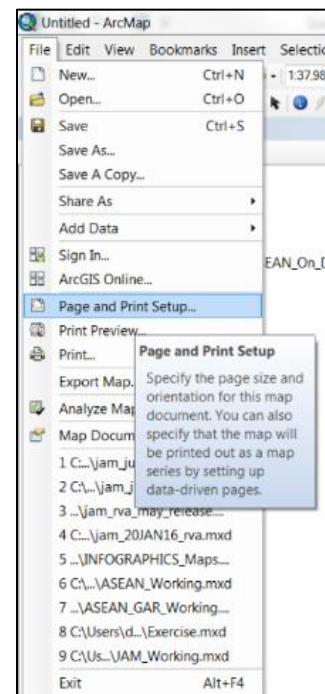 Untitled - ArcMap
File Edit View Bookmarks Insert Selectio
New... Ctrl+N 1:37,98
Open... Ctrl+O
Save Ctrl+S
Save As...
Save A Copy...
Share As
Add Data
Sign In... EAN_On_D
ArcGIS Online...
Page and Print Setup...
Print Preview...
Print...
Page and Print Setup
Specify the page size and
orientation for this map
document. You can also
specify that the map will
be printed out as a map
series by setting up
data-driven pages.
Export Map.
Analyze Map
Map Docum
1 C:...\jam_ju
2 C:\...\jam_j
3 ...\jam_rva_may_release....
4 C:...\jam_20JAN16_rva.mxd
5 ...\INFOGRAPHICS_Maps....
6 C:\...\ASEAN_Working.mxd
7 ...\ASEAN_GAR_Working....
8 C:\Users\d...\Exercise.mxd
9 C:\Us...\JAM_Working.mxd
Exit Alt+F4